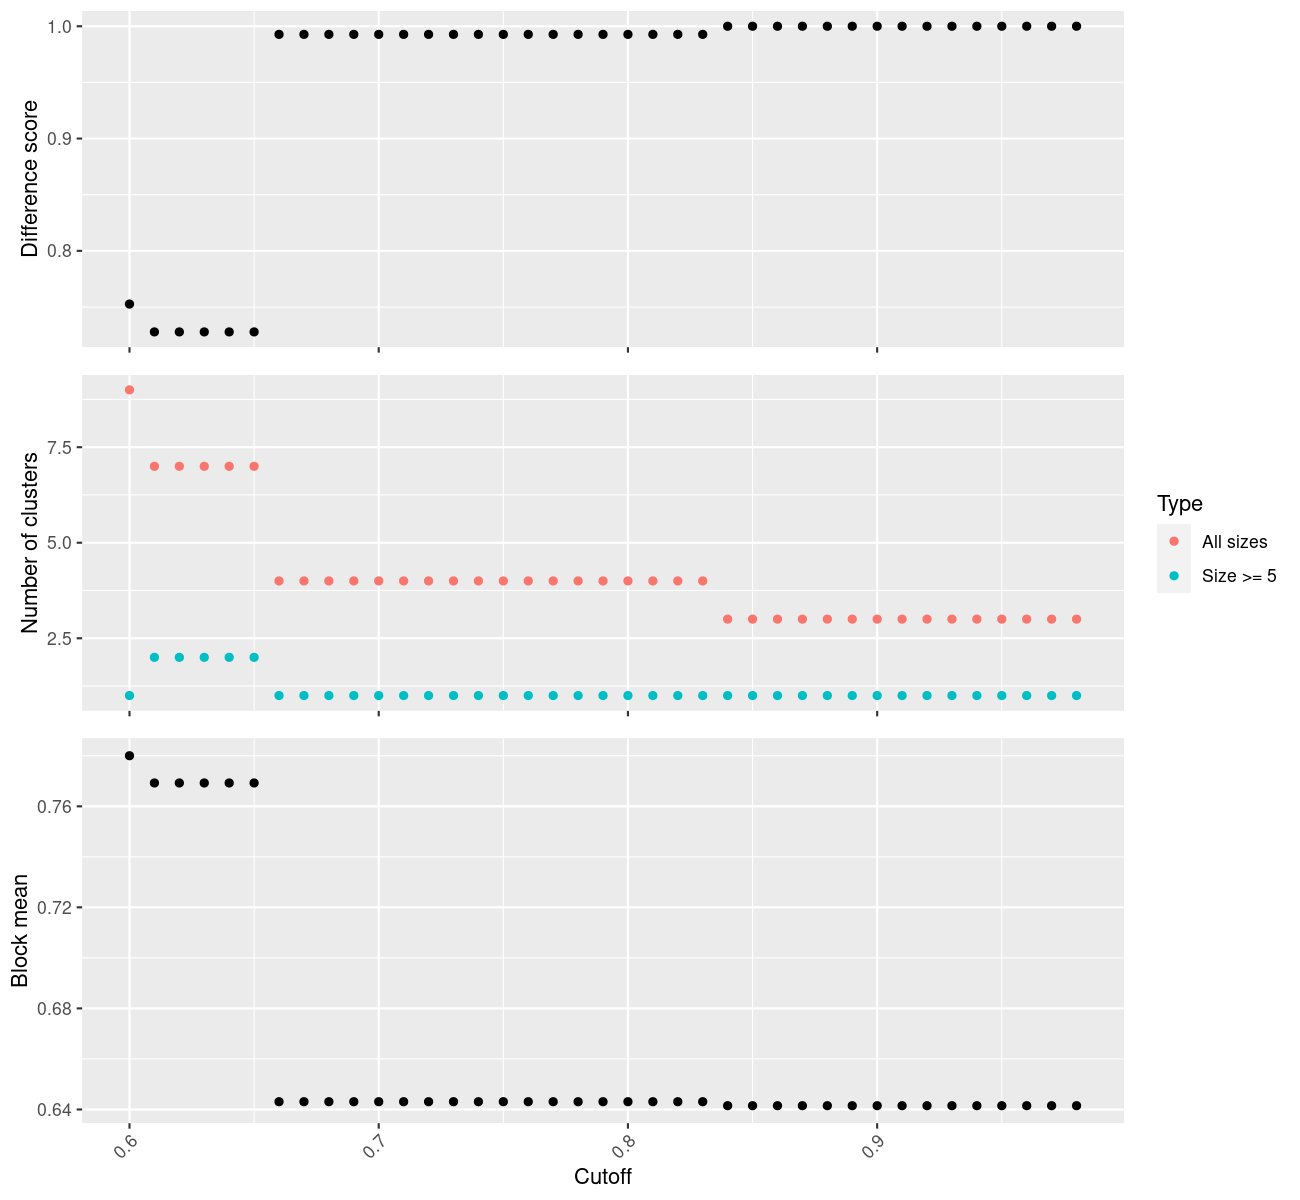 1.0
0.9
0.8
Difference score
7.5
5.0
2.5
Number of clusters
Type
All sizes
Size >= 5
0.76
0.72
0.68
0.64
Block mean
0.6
0.7
0.8
0.9
Cutoff